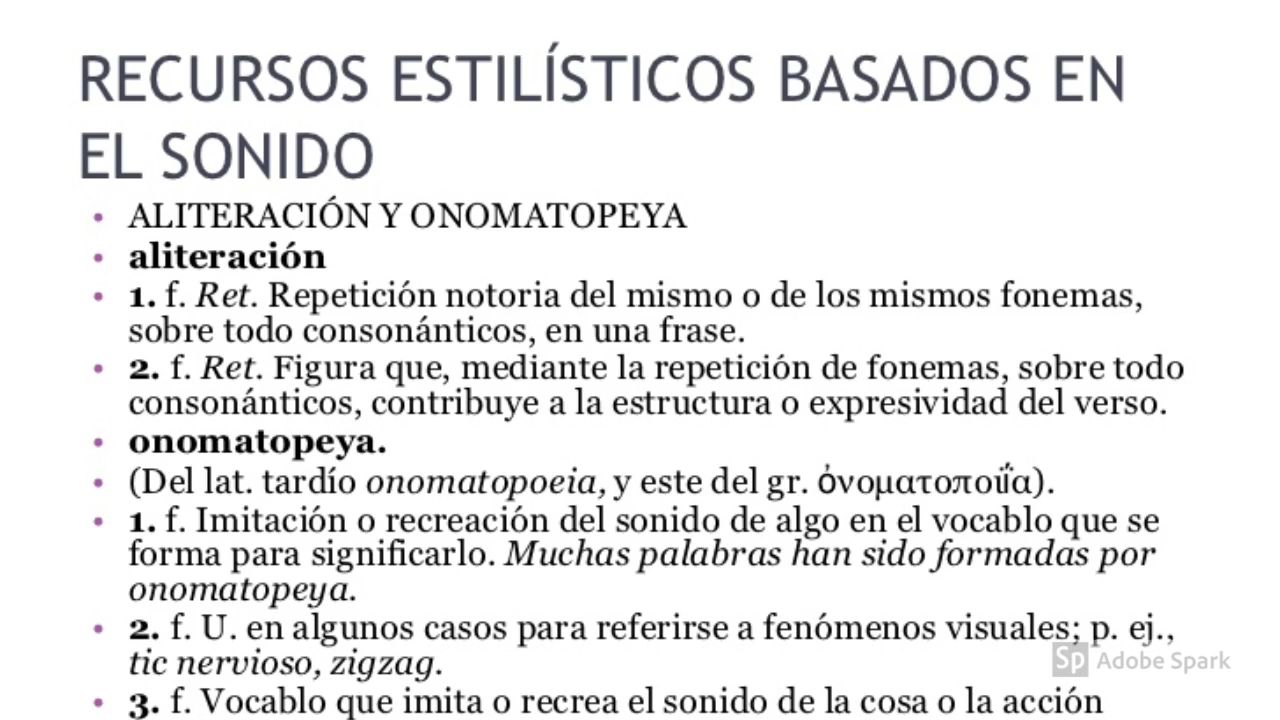 RECURSOS ESTILÍSTICOS BASADOS EN
EL SONIDO
• ALITERACIÓN Y ONOMATOPEYA
• aliteración
• 1. f. Ret. Repetición notoria del mismo o de los mismos fonemas,
sobre todo consonánticos, en una frase.
• 2. f. Ret. Figura que, mediante la repetición de fonemas, sobre todo
consonánticos, contribuye a la estructura o expresividad del verso.
• onomatopeya.
• (Del lat. tardío onomatopoeia, y este del gr. ὀνοματοποιΐα).
• 1. f. Imitación o recreación del sonido de algo en el vocablo que se
forma para significarlo. Muchas palabras han sido formadas por
onomatopeya.
• 2. f. U. en algunos casos para referirse a fenómenos visuales; p. ej.,
tic nervioso, zigzag.
Sp Adobe Spark
• 3. f. Vocablo que imita o recrea el sonido de la cosa o la acción